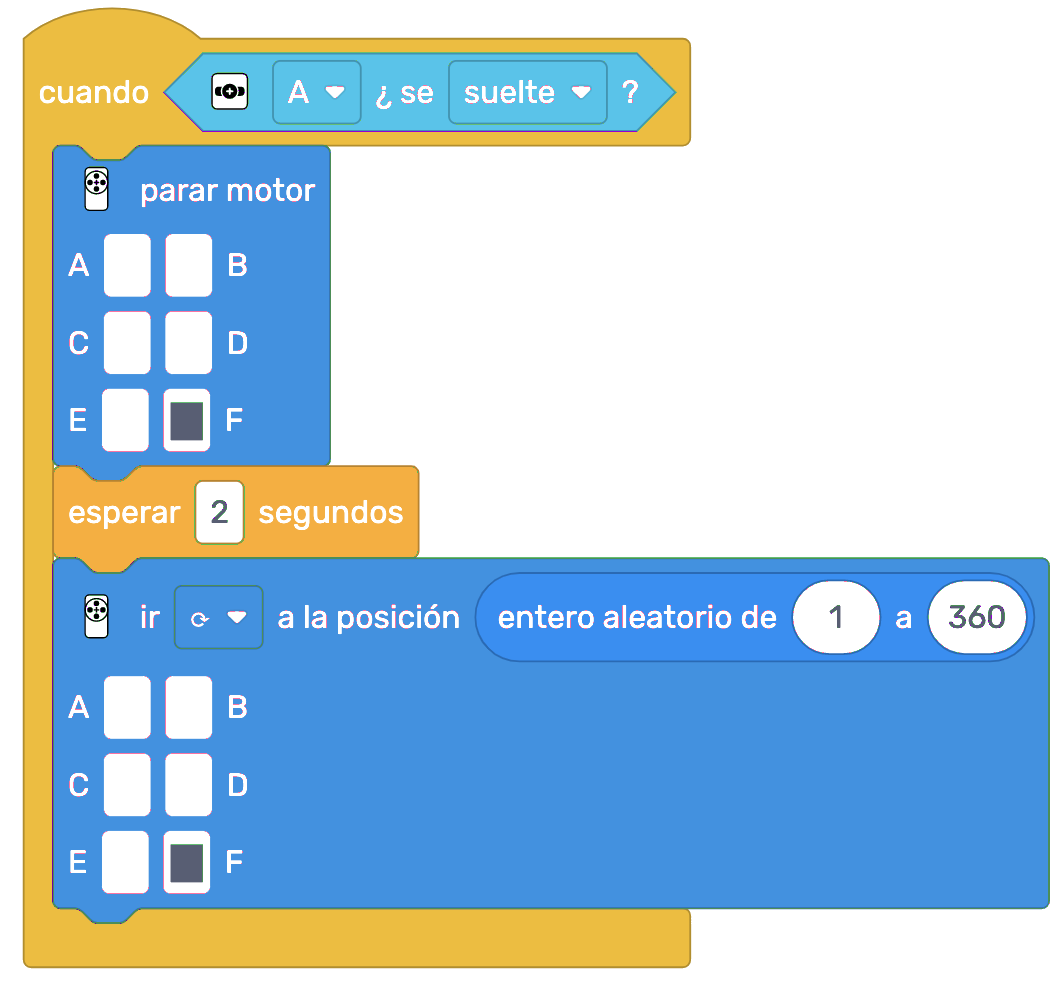 cuando A ¿ se suelte ?
parar motor
A B
C D
E F
esperar 2 segundos
ir ⟳ a la posición entero aleatorio de 1 a 360
A B
C D
E F